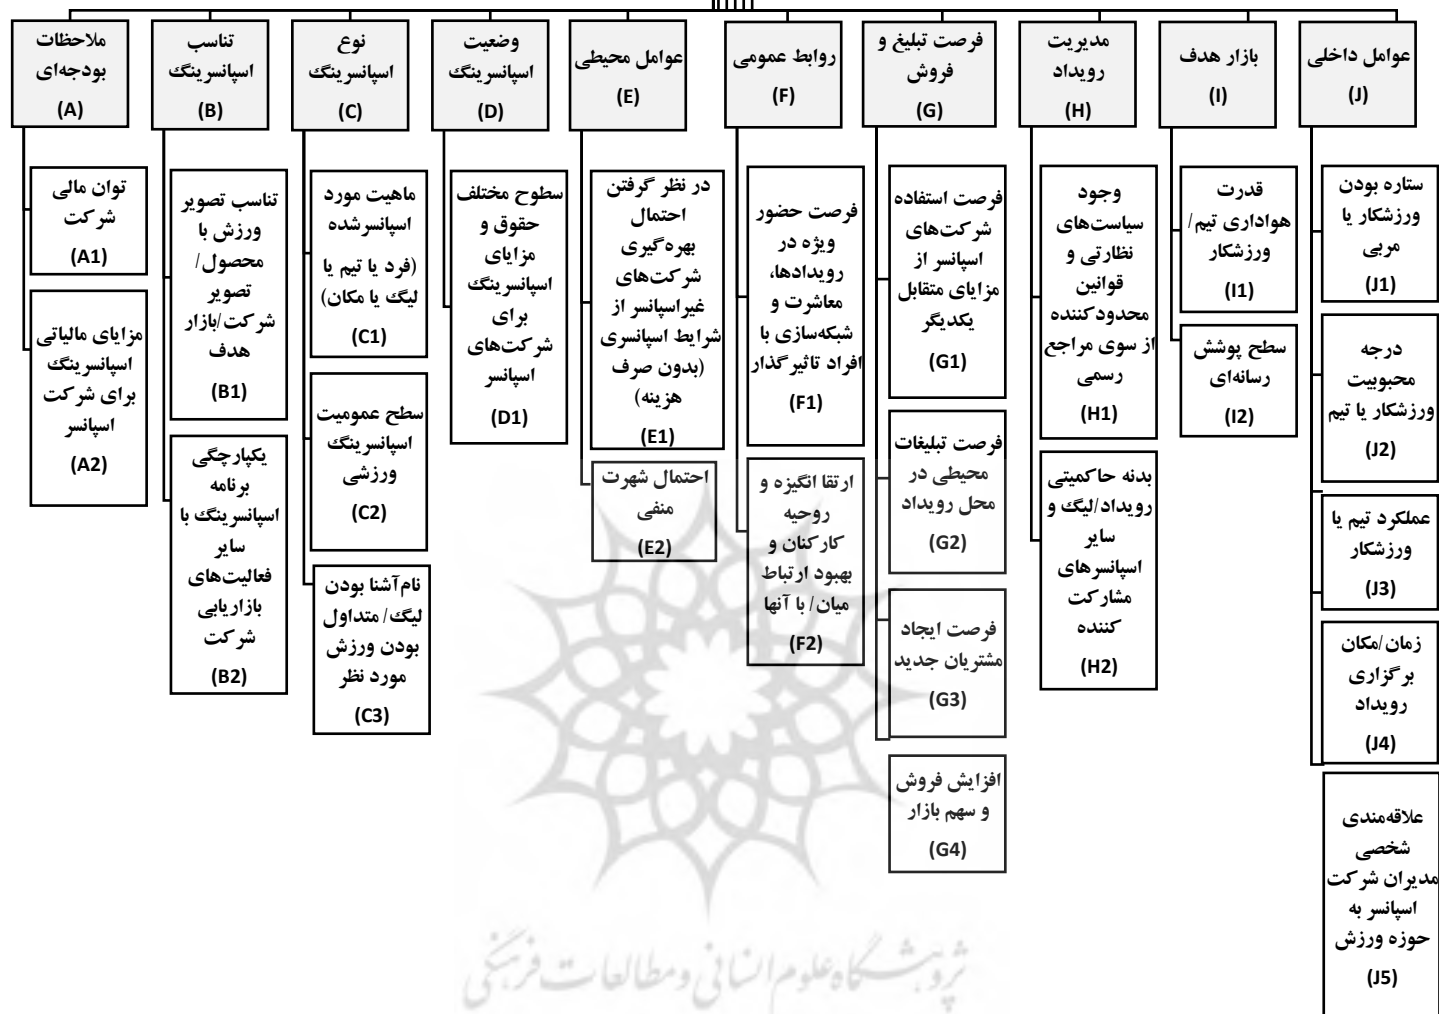 عوامل داخلی
(J)
ستاره بودن
ورزشکار یا
مربی
(J1)
درجه
محبوبیت
ورزشکار یا تیم
(J2)
عملکرد تیم یا
ورزشکار
(J3)
زمان/مکان
برگزاری
رویداد
(J4)
علاقه‌مندی
شخصی
مدیران شرکت
اسپانسر به
حوزه ورزش
(J5)
بازار هدف
(I)
قدرت
هواداری تیم/
ورزشکار
(I1)
سطح پوشش
رسانه‌ای
(I2)
مدیریت
رویداد
(H)
وجود
سیاست‌های
نظارتی و
قوانین
محدودکننده
از سوی مراجع
رسمی
(H1)
بدنه حاکمیتی
رویداد/لیگ و
سایر
اسپانسرهای
مشارکت
کننده
(H2)
فرصت تبلیغ و
فروش
(G)
فرصت استفاده
شرکت‌های
اسپانسر از
مزایای متقابل
یکدیگر
(G1)
فرصت تبلیغات
محیطی در
محل رویداد
(G2)
فرصت ایجاد
مشتریان جدید
(G3)
افزایش فروش
و سهم بازار
(G4)
روابط عمومی
(F)
فرصت حضور
ویژه در
رویدادها،
معاشرت و
شبکه‌سازی با
افراد تاثیرگذار
(F1)
ارتقا انگیزه و
روحیه
کارکنان و
بهبود ارتباط
میان/ با آنها
(F2)
عوامل محیطی
(E)
در نظر گرفتن
احتمال
بهره‌گیری
شرکت‌های
غیراسپانسر از
شرایط اسپانسری
(بدون صرف
هزینه)
(E1)
احتمال شهرت
منفی
(E2)
وضعیت
اسپانسرینگ
(D)
سطوح مختلف
حقوق و
مزایای
اسپانسرینگ
برای
شرکت‌های
اسپانسر
(D1)
نوع
اسپانسرینگ
(C)
ماهیت مورد
اسپانسرشده
(فرد یا تیم یا
لیگ یا مکان)
(C1)
سطح عمومیت
اسپانسرینگ
ورزشی
(C2)
نام‌آشنا بودن
لیگ/ متداول
بودن ورزش
مورد نظر
(C3)
تناسب
اسپانسرینگ
(B)
تناسب تصویر
ورزش با
محصول/
تصویر
شرکت/بازار
هدف
(B1)
یکپارچگی
برنامه
اسپانسرینگ با
سایر
فعالیت‌های
بازاریابی
شرکت
(B2)
ملاحظات
بودجه‌ای
(A)
توان مالی
شرکت
(A1)
مزایای مالیاتی
اسپانسرینگ
برای شرکت
اسپانسر
(A2)
پژوهشگاه علوم انسانی و مطالعات فرهنگی